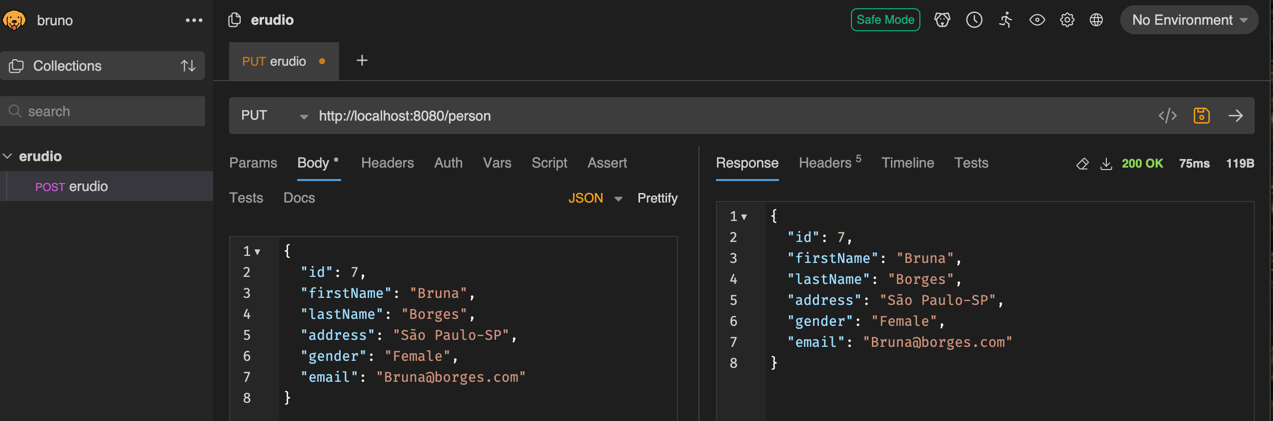 bruno
erudio
Safe Mode
No Environment
Collections
PUT erudio
search
PUT http://localhost:8080/person
erudio
POST erudio
Params Body Headers Auth Vars Script Assert
Tests Docs JSON Prettify
1 {
2 "id": 7,
3 "firstName": "Bruna",
4 "lastName": "Borges",
5 "address": "São Paulo-SP",
6 "gender": "Female",
7 "email": "Bruna@borges.com"
8 }
Response Headers 5 Timeline Tests 200 OK 75ms 119B
1 {
2 "id": 7,
3 "firstName": "Bruna",
4 "lastName": "Borges",
5 "address": "São Paulo-SP",
6 "gender": "Female",
7 "email": "Bruna@borges.com"
8 }